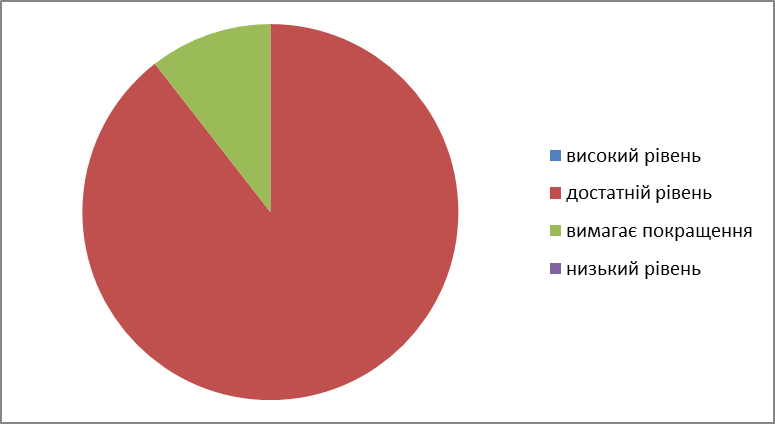 високий рівень
достатній рівень
вимагає покращення
низький рівень